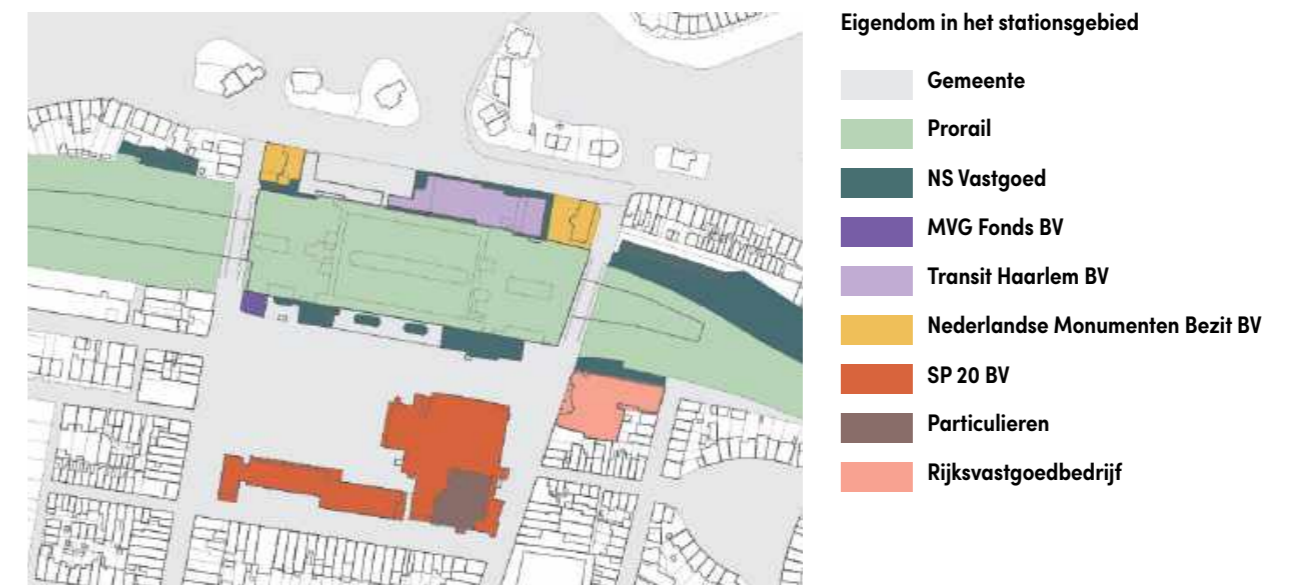 Eigendom in het stationsgebied
Gemeente
Prorail
NS Vastgoed
MVG Fonds BV
Transit Haarlem BV
Nederlandse Monumenten Bezit BV
SP 20 BV
Particulieren
Rijksvastgoedbedrijf